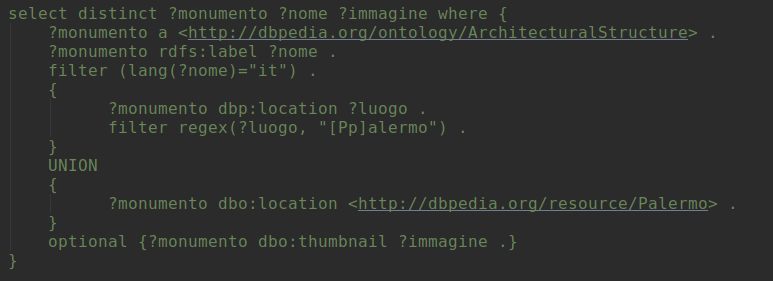 select distinct ?monumento ?nome ?immagine where {
    ?monumento a <http://dbpedia.org/ontology/ArchitecturalStructure> .
    ?monumento rdfs:label ?nome .
    filter (lang(?nome)="it") .
    {
          ?monumento dbp:location ?luogo .
          filter regex(?luogo, "[Pp]alermo") .
    }
    UNION
    {
          ?monumento dbo:location <http://dbpedia.org/resource/Palermo> .
    }
    optional {?monumento dbo:thumbnail ?immagine .}
}